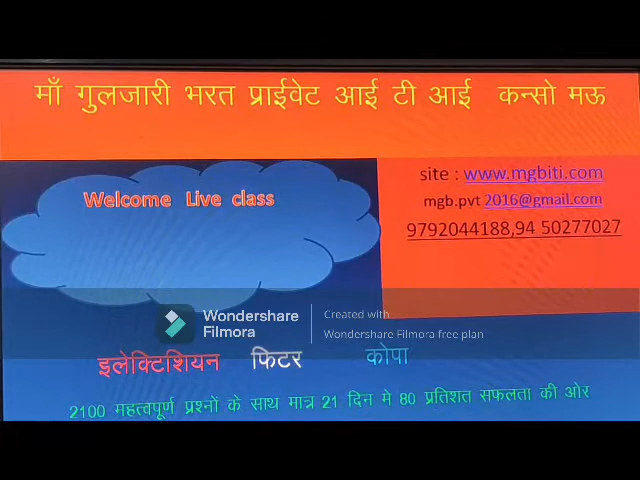 माँ गुलजारी भरत प्राईवेट आई टी आई कन्सो मऊ
site : www.mgbiti.com
Welcome Live class
mgb.pvt 2016@gmail.com
9792044188,94 50277027
Wondershare Filmora
Created with
Wondershare Filmora free plan
इलेक्टिशियन फिटर कोपा
2100 महत्वपूर्ण प्रश्नों के साथ मात्र 21 दिन मे 80 प्रतिशत सफलता की ओर